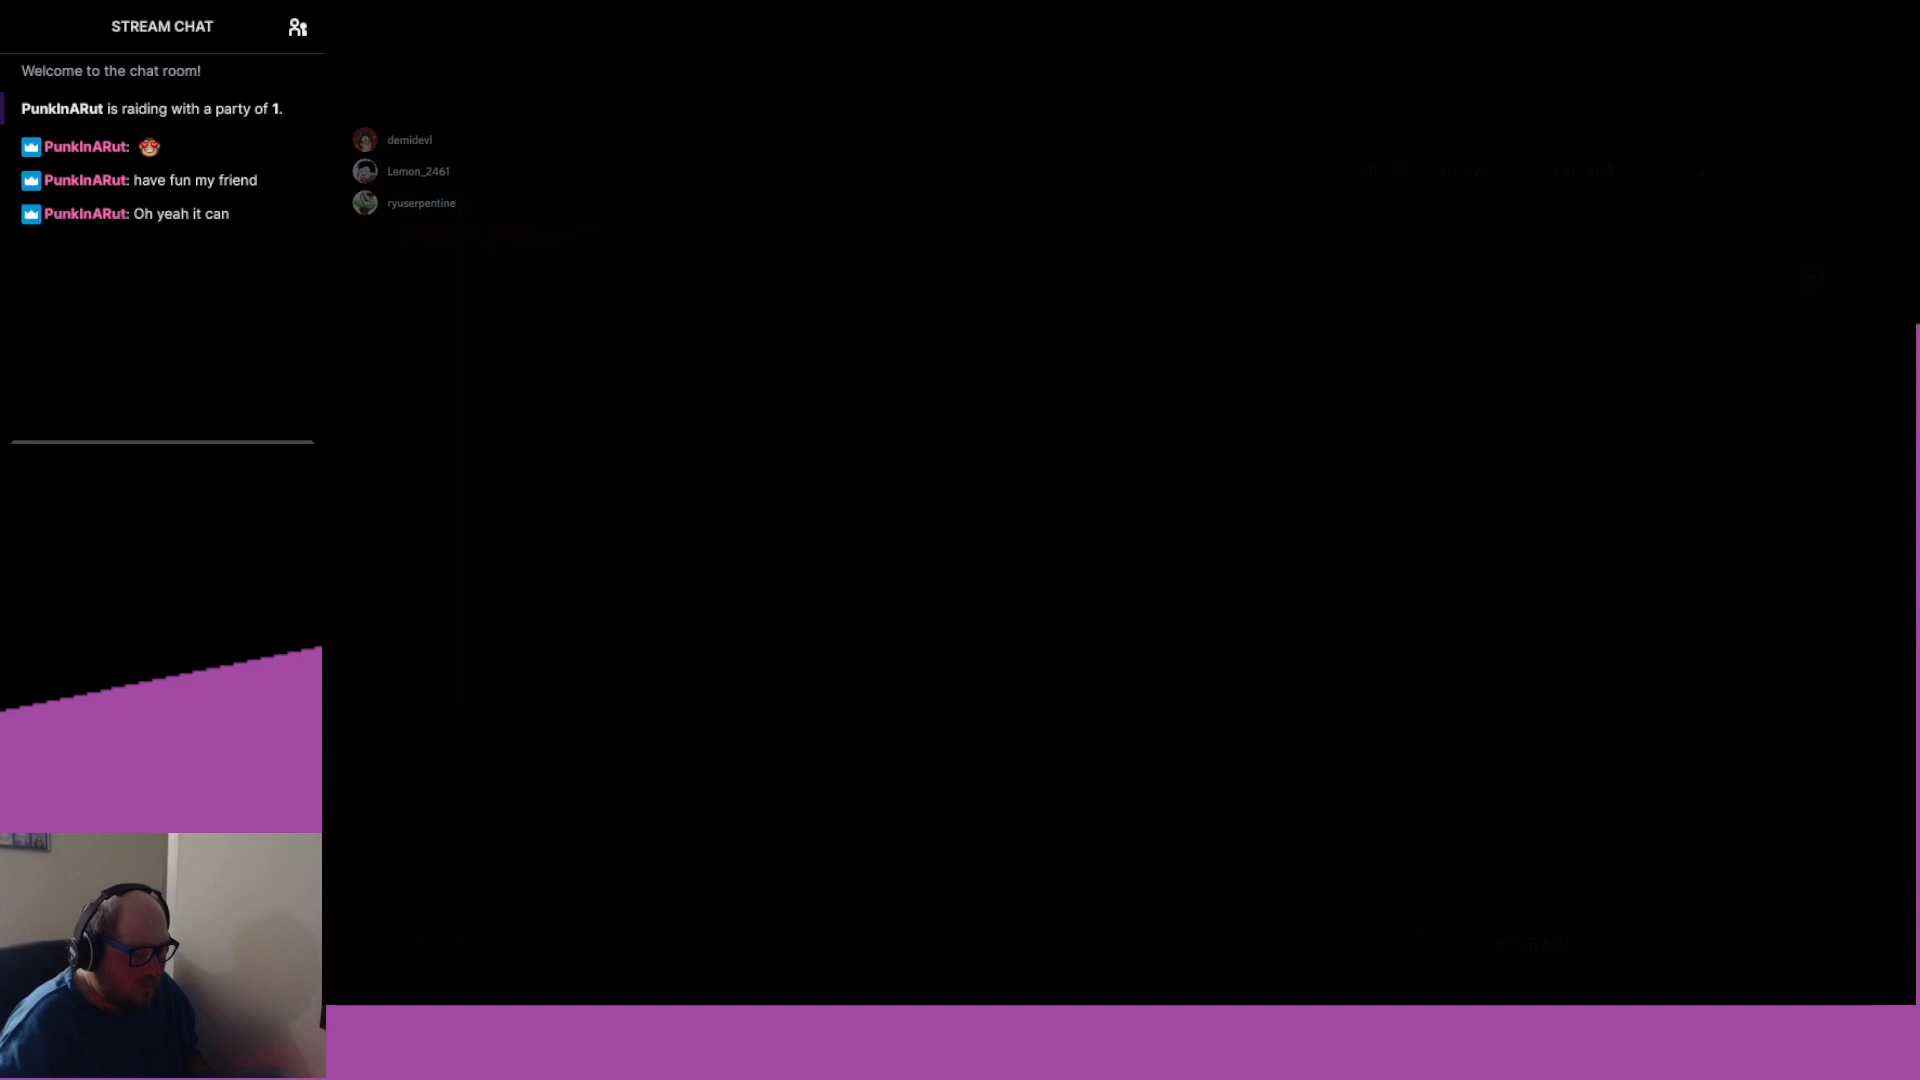 STREAM CHAT
Welcome to the chat room!
PunkInARut is raiding with a party of 1.
PunkInARut:
PunkInARut: have fun my friend
PunkInARut: Oh yeah it can
demidevl
Lemon_2461
ryuserpentine